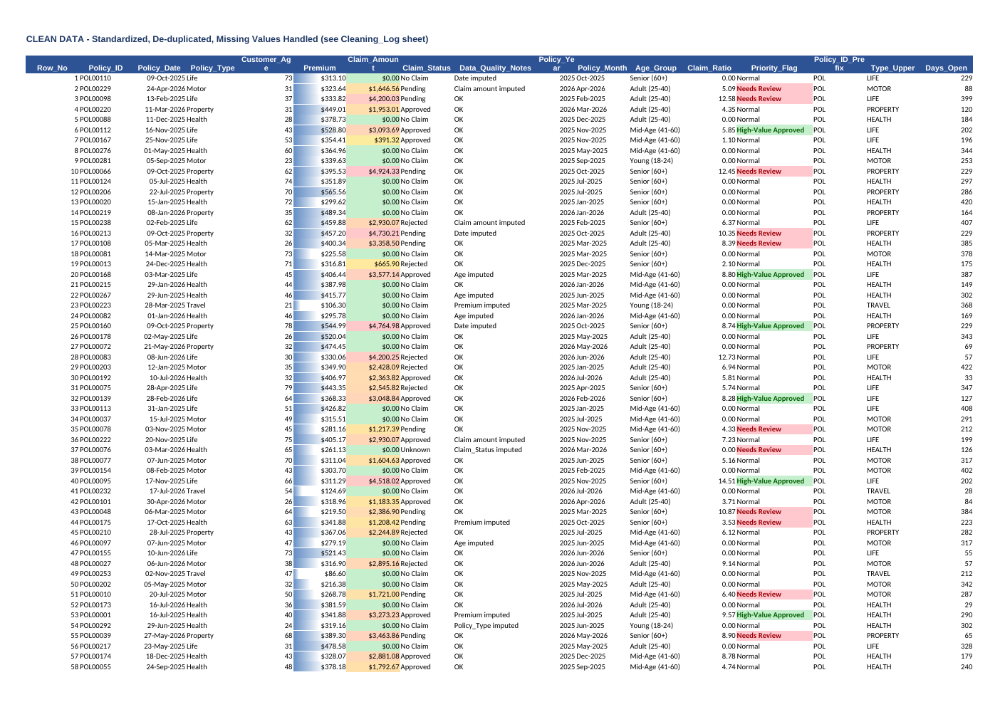 CLEAN DATA - Standardized, De-duplicated, Missing Values Handled (see Cleaning_Log sheet)
Row_No Policy_ID Policy_Date Policy_Type Customer_Age Premium Claim_Amount Claim_Status Data_Quality_Notes Policy_Year Policy_Month Age_Group Claim_Ratio Priority_Flag Policy_ID_Prefix Type_Upper Days_Open
1 POL00110 09-Oct-2025 Life 73 $313.10 $0.00 No Claim Date imputed 2025 Oct-2025 Senior (60+) 0.00 Normal POL LIFE 229
2 POL00229 24-Apr-2026 Motor 31 $323.64 $1,646.56 Pending Claim amount imputed 2026 Apr-2026 Adult (25-40) 5.09 Needs Review POL MOTOR 88
3 POL00098 13-Feb-2025 Life 37 $333.82 $4,200.03 Pending OK 2025 Feb-2025 Adult (25-40) 12.58 Needs Review POL LIFE 399
4 POL00220 11-Mar-2026 Property 31 $449.01 $1,953.01 Approved OK 2026 Mar-2026 Adult (25-40) 4.35 Normal POL PROPERTY 120
5 POL00088 11-Dec-2025 Health 28 $378.73 $0.00 No Claim OK 2025 Dec-2025 Adult (25-40) 0.00 Normal POL HEALTH 184
6 POL00112 16-Nov-2025 Life 43 $528.80 $3,093.69 Approved OK 2025 Nov-2025 Mid-Age (41-60) 5.85 High-Value Approved POL LIFE 202
7 POL00167 25-Nov-2025 Life 53 $354.41 $391.32 Approved OK 2025 Nov-2025 Mid-Age (41-60) 1.10 Normal POL LIFE 196
8 POL00276 01-May-2025 Health 60 $364.96 $0.00 No Claim OK 2025 May-2025 Mid-Age (41-60) 0.00 Normal POL HEALTH 344
9 POL00281 05-Sep-2025 Motor 23 $339.63 $0.00 No Claim OK 2025 Sep-2025 Young (18-24) 0.00 Normal POL MOTOR 253
10 POL00066 09-Oct-2025 Property 62 $395.53 $4,924.33 Pending OK 2025 Oct-2025 Senior (60+) 12.45 Needs Review POL PROPERTY 229
11 POL00124 05-Jul-2025 Health 74 $351.89 $0.00 No Claim OK 2025 Jul-2025 Senior (60+) 0.00 Normal POL HEALTH 297
12 POL00206 22-Jul-2025 Property 70 $565.56 $0.00 No Claim OK 2025 Jul-2025 Senior (60+) 0.00 Normal POL PROPERTY 286
13 POL00020 15-Jan-2025 Health 72 $299.62 $0.00 No Claim OK 2025 Jan-2025 Senior (60+) 0.00 Normal POL HEALTH 420
14 POL00219 08-Jan-2026 Property 35 $489.34 $0.00 No Claim OK 2026 Jan-2026 Adult (25-40) 0.00 Normal POL PROPERTY 164
15 POL00238 02-Feb-2025 Life 62 $459.88 $2,930.07 Rejected Claim amount imputed 2025 Feb-2025 Senior (60+) 6.37 Normal POL LIFE 407
16 POL00213 09-Oct-2025 Property 32 $457.20 $4,730.21 Pending Date imputed 2025 Oct-2025 Adult (25-40) 10.35 Needs Review POL PROPERTY 229
17 POL00108 05-Mar-2025 Health 26 $400.34 $3,358.50 Pending OK 2025 Mar-2025 Adult (25-40) 8.39 Needs Review POL HEALTH 385
18 POL00081 14-Mar-2025 Motor 73 $225.58 $0.00 No Claim OK 2025 Mar-2025 Senior (60+) 0.00 Normal POL MOTOR 378
19 POL00013 24-Dec-2025 Health 71 $316.81 $665.90 Rejected OK 2025 Dec-2025 Senior (60+) 2.10 Normal POL HEALTH 175
20 POL00168 03-Mar-2025 Life 45 $406.44 $3,577.14 Approved Age imputed 2025 Mar-2025 Mid-Age (41-60) 8.80 High-Value Approved POL LIFE 387
21 POL00215 29-Jan-2026 Health 44 $387.98 $0.00 No Claim OK 2026 Jan-2026 Mid-Age (41-60) 0.00 Normal POL HEALTH 149
22 POL00267 29-Jun-2025 Health 46 $415.77 $0.00 No Claim Age imputed 2025 Jun-2025 Mid-Age (41-60) 0.00 Normal POL HEALTH 302
23 POL00223 28-Mar-2025 Travel 21 $106.30 $0.00 No Claim Premium imputed 2025 Mar-2025 Young (18-24) 0.00 Normal POL TRAVEL 368
24 POL00082 01-Jan-2026 Health 46 $295.78 $0.00 No Claim Age imputed 2026 Jan-2026 Mid-Age (41-60) 0.00 Normal POL HEALTH 169
25 POL00160 09-Oct-2025 Property 78 $544.99 $4,764.98 Approved Date imputed 2025 Oct-2025 Senior (60+) 8.74 High-Value Approved POL PROPERTY 229
26 POL00178 02-May-2025 Life 26 $520.04 $0.00 No Claim OK 2025 May-2025 Adult (25-40) 0.00 Normal POL LIFE 343
27 POL00072 21-May-2026 Property 32 $474.45 $0.00 No Claim OK 2026 May-2026 Adult (25-40) 0.00 Normal POL PROPERTY 69
28 POL00083 08-Jun-2026 Life 30 $330.06 $4,200.25 Rejected OK 2026 Jun-2026 Adult (25-40) 12.73 Normal POL LIFE 57
29 POL00203 12-Jan-2025 Motor 35 $349.90 $2,428.09 Rejected OK 2025 Jan-2025 Adult (25-40) 6.94 Normal POL MOTOR 422
30 POL00192 10-Jul-2026 Health 32 $406.97 $2,363.82 Approved OK 2026 Jul-2026 Adult (25-40) 5.81 Normal POL HEALTH 33
31 POL00075 28-Apr-2025 Life 79 $443.35 $2,545.82 Rejected OK 2025 Apr-2025 Senior (60+) 5.74 Normal POL LIFE 347
32 POL00139 28-Feb-2026 Life 64 $368.33 $3,048.84 Approved OK 2026 Feb-2026 Senior (60+) 8.28 High-Value Approved POL LIFE 127
33 POL00113 31-Jan-2025 Life 51 $426.82 $0.00 No Claim OK 2025 Jan-2025 Mid-Age (41-60) 0.00 Normal POL LIFE 408
34 POL00037 15-Jul-2025 Motor 49 $315.51 $0.00 No Claim OK 2025 Jul-2025 Mid-Age (41-60) 0.00 Normal POL MOTOR 291
35 POL00078 03-Nov-2025 Motor 45 $281.16 $1,217.39 Pending OK 2025 Nov-2025 Mid-Age (41-60) 4.33 Needs Review POL MOTOR 212
36 POL00222 20-Nov-2025 Life 75 $405.17 $2,930.07 Approved Claim amount imputed 2025 Nov-2025 Senior (60+) 7.23 Normal POL LIFE 199
37 POL00076 03-Mar-2026 Health 65 $261.13 $0.00 Unknown Claim_Status imputed 2026 Mar-2026 Senior (60+) 0.00 Needs Review POL HEALTH 126
38 POL00077 07-Jun-2025 Motor 70 $311.04 $1,604.63 Approved OK 2025 Jun-2025 Senior (60+) 5.16 Normal POL MOTOR 317
39 POL00154 08-Feb-2025 Motor 43 $303.70 $0.00 No Claim OK 2025 Feb-2025 Mid-Age (41-60) 0.00 Normal POL MOTOR 402
40 POL00095 17-Nov-2025 Life 66 $311.29 $4,518.02 Approved OK 2025 Nov-2025 Senior (60+) 14.51 High-Value Approved POL LIFE 202
41 POL00232 17-Jul-2026 Travel 54 $124.69 $0.00 No Claim OK 2026 Jul-2026 Mid-Age (41-60) 0.00 Normal POL TRAVEL 28
42 POL00101 30-Apr-2026 Motor 26 $318.96 $1,183.35 Approved OK 2026 Apr-2026 Adult (25-40) 3.71 Normal POL MOTOR 84
43 POL00048 06-Mar-2025 Motor 64 $219.50 $2,386.90 Pending OK 2025 Mar-2025 Senior (60+) 10.87 Needs Review POL MOTOR 384
44 POL00175 17-Oct-2025 Health 63 $341.88 $1,208.42 Pending Premium imputed 2025 Oct-2025 Senior (60+) 3.53 Needs Review POL HEALTH 223
45 POL00210 28-Jul-2025 Property 43 $367.06 $2,244.89 Rejected OK 2025 Jul-2025 Mid-Age (41-60) 6.12 Normal POL PROPERTY 282
46 POL00097 07-Jun-2025 Motor 47 $279.19 $0.00 No Claim Age imputed 2025 Jun-2025 Mid-Age (41-60) 0.00 Normal POL MOTOR 317
47 POL00155 10-Jun-2026 Life 73 $521.43 $0.00 No Claim OK 2026 Jun-2026 Senior (60+) 0.00 Normal POL LIFE 55
48 POL00027 06-Jun-2026 Motor 38 $316.90 $2,895.16 Rejected OK 2026 Jun-2026 Adult (25-40) 9.14 Normal POL MOTOR 57
49 POL00253 02-Nov-2025 Travel 47 $86.60 $0.00 No Claim OK 2025 Nov-2025 Mid-Age (41-60) 0.00 Normal POL TRAVEL 212
50 POL00202 05-May-2025 Motor 32 $216.38 $0.00 No Claim OK 2025 May-2025 Adult (25-40) 0.00 Normal POL MOTOR 342
51 POL00010 20-Jul-2025 Motor 50 $268.78 $1,721.00 Pending OK 2025 Jul-2025 Mid-Age (41-60) 6.40 Needs Review POL MOTOR 287
52 POL00173 16-Jul-2026 Health 36 $381.59 $0.00 No Claim OK 2026 Jul-2026 Adult (25-40) 0.00 Normal POL HEALTH 29
53 POL00001 16-Jul-2025 Health 40 $341.88 $3,273.23 Approved Premium imputed 2025 Jul-2025 Adult (25-40) 9.57 High-Value Approved POL HEALTH 290
54 POL00292 29-Jun-2025 Health 24 $319.16 $0.00 No Claim Policy_Type imputed 2025 Jun-2025 Young (18-24) 0.00 Normal POL HEALTH 302
55 POL00039 27-May-2026 Property 68 $389.30 $3,463.86 Pending OK 2026 May-2026 Senior (60+) 8.90 Needs Review POL PROPERTY 65
56 POL00217 23-May-2025 Life 31 $478.58 $0.00 No Claim OK 2025 May-2025 Adult (25-40) 0.00 Normal POL LIFE 328
57 POL00174 18-Dec-2025 Health 43 $328.07 $2,881.08 Approved OK 2025 Dec-2025 Mid-Age (41-60) 8.78 Normal POL HEALTH 179
58 POL00055 24-Sep-2025 Health 48 $378.18 $1,792.67 Approved OK 2025 Sep-2025 Mid-Age (41-60) 4.74 Normal POL HEALTH 240